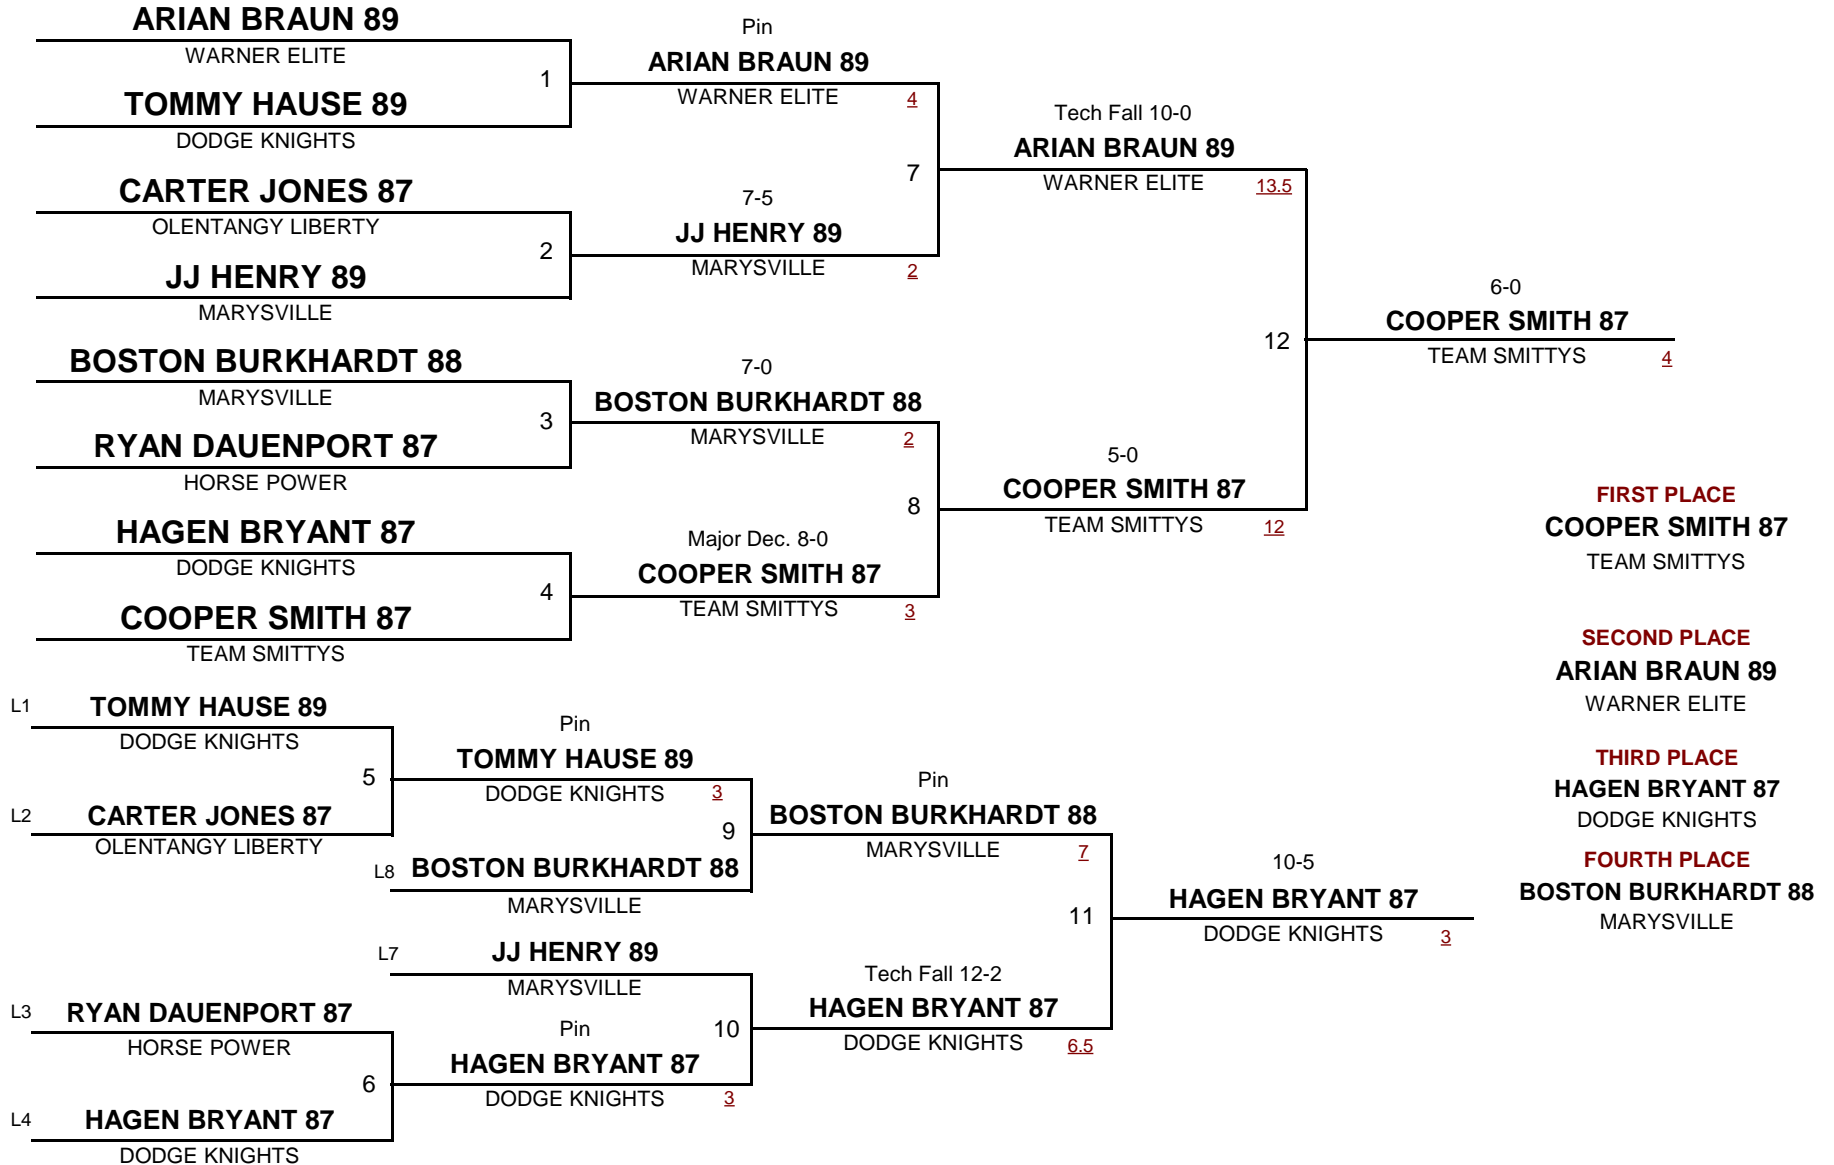 ARIAN BRAUN 89
WARNER ELITE
1
TOMMY HAUSE 89
DODGE KNIGHTS
CARTER JONES 87
OLENTANGY LIBERTY
2
JJ HENRY 89
MARYSVILLE
BOSTON BURKHARDT 88
MARYSVILLE
3
RYAN DAUENPORT 87
HORSE POWER
HAGEN BRYANT 87
DODGE KNIGHTS
4
COOPER SMITH 87
TEAM SMITTYS
Pin
ARIAN BRAUN 89
WARNER ELITE 4
7
7-5
JJ HENRY 89
MARYSVILLE 2
7-0
BOSTON BURKHARDT 88
MARYSVILLE 2
8
Major Dec. 8-0
COOPER SMITH 87
TEAM SMITTYS 3
Tech Fall 10-0
ARIAN BRAUN 89
WARNER ELITE 13.5
12
5-0
COOPER SMITH 87
TEAM SMITTYS 12
6-0
COOPER SMITH 87
TEAM SMITTYS 4
L1 TOMMY HAUSE 89
DODGE KNIGHTS
5
L2 CARTER JONES 87
OLENTANGY LIBERTY
L3 RYAN DAUENPORT 87
HORSE POWER
6
L4 HAGEN BRYANT 87
DODGE KNIGHTS
Pin
TOMMY HAUSE 89
DODGE KNIGHTS 3
9
L8 BOSTON BURKHARDT 88
MARYSVILLE
L7 JJ HENRY 89
MARYSVILLE
Pin 10
HAGEN BRYANT 87
DODGE KNIGHTS 3
Pin
BOSTON BURKHARDT 88
MARYSVILLE 7
11
Tech Fall 12-2
HAGEN BRYANT 87
DODGE KNIGHTS 6.5
10-5
HAGEN BRYANT 87
DODGE KNIGHTS 3
FIRST PLACE
COOPER SMITH 87
TEAM SMITTYS
SECOND PLACE
ARIAN BRAUN 89
WARNER ELITE
THIRD PLACE
HAGEN BRYANT 87
DODGE KNIGHTS
FOURTH PLACE
BOSTON BURKHARDT 88
MARYSVILLE